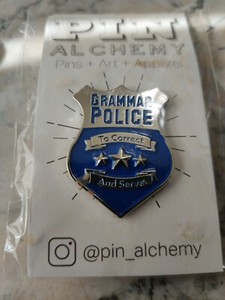 PIN
ALCHEMY
Pins + Art + Apparel
GRAMMAR
POLICE
To Correct
And Serve
@pin_alchemy